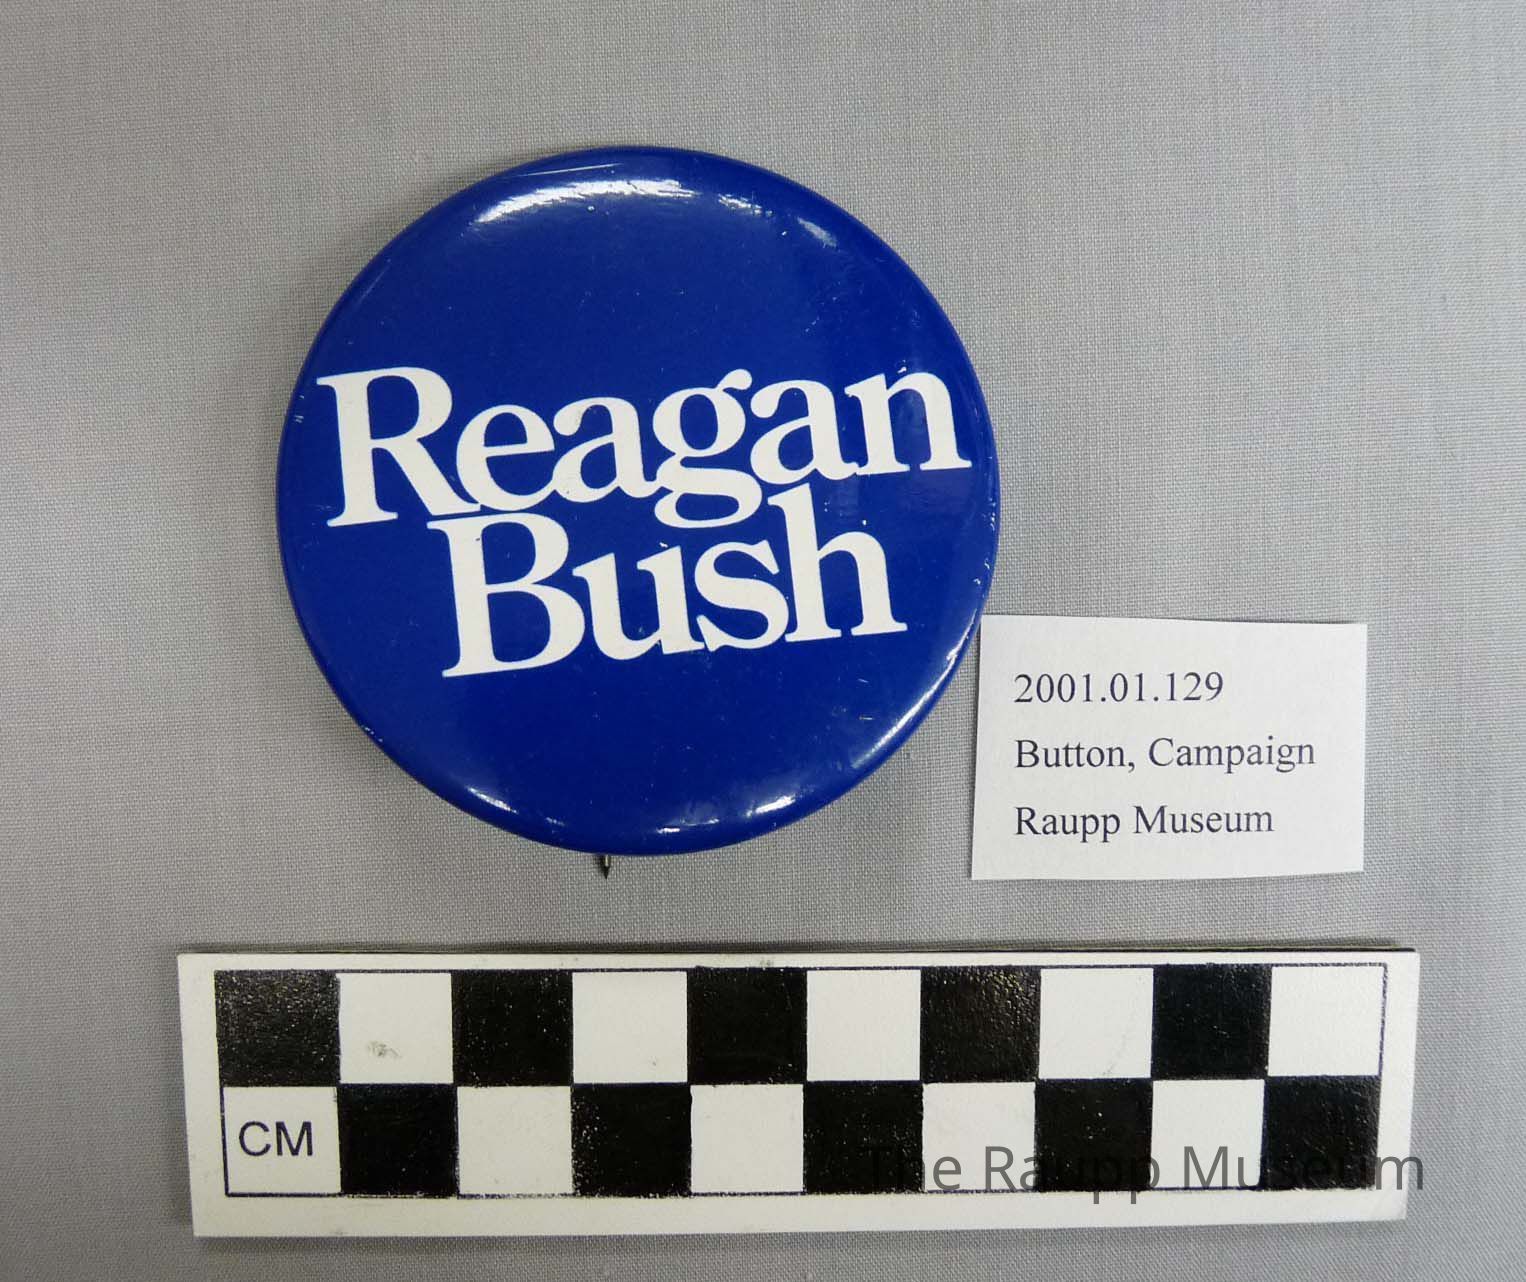 Reagan
Bush
2001.01.129
Button, Campaign
Raupp Museum
CM
The Raupp Museum